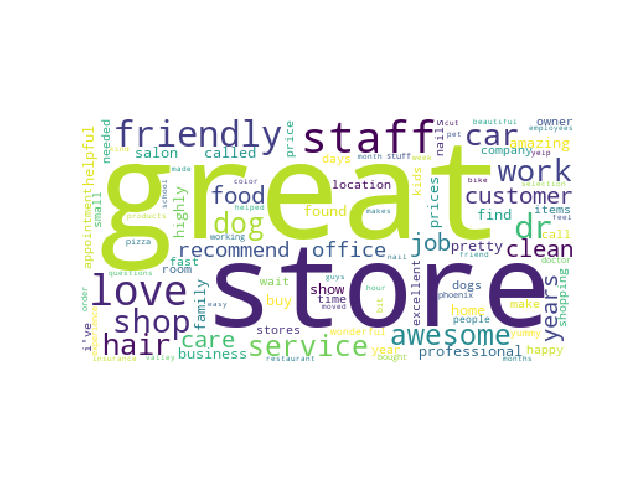 great
store
staff
friendly
love
shop
hair
service
awesome
car
work
customer
dr
clean
job
dog
food
recommend
office
care
years
helpful
appointment
needed
small
salon
called
price
highly
days
month
stuff
week
location
found
kids
prices
nails
cut
pet
beautiful
owner
employees
yelp
company
amazing
selection
bike
find
items
feel
call
pretty
doctor
shopping
color
helped
makes
school
made
products
pizza
working
questions
fast
room
wait
show
time
guys
hour
bit
nail
friend
excellent
dogs
phoenix
people
home
make
yummy
happy
professional
months
year
wonderful
bought
moved
buy
stores
easy
family
business
restaurant
valley
insurance
experience
order
i've
kind